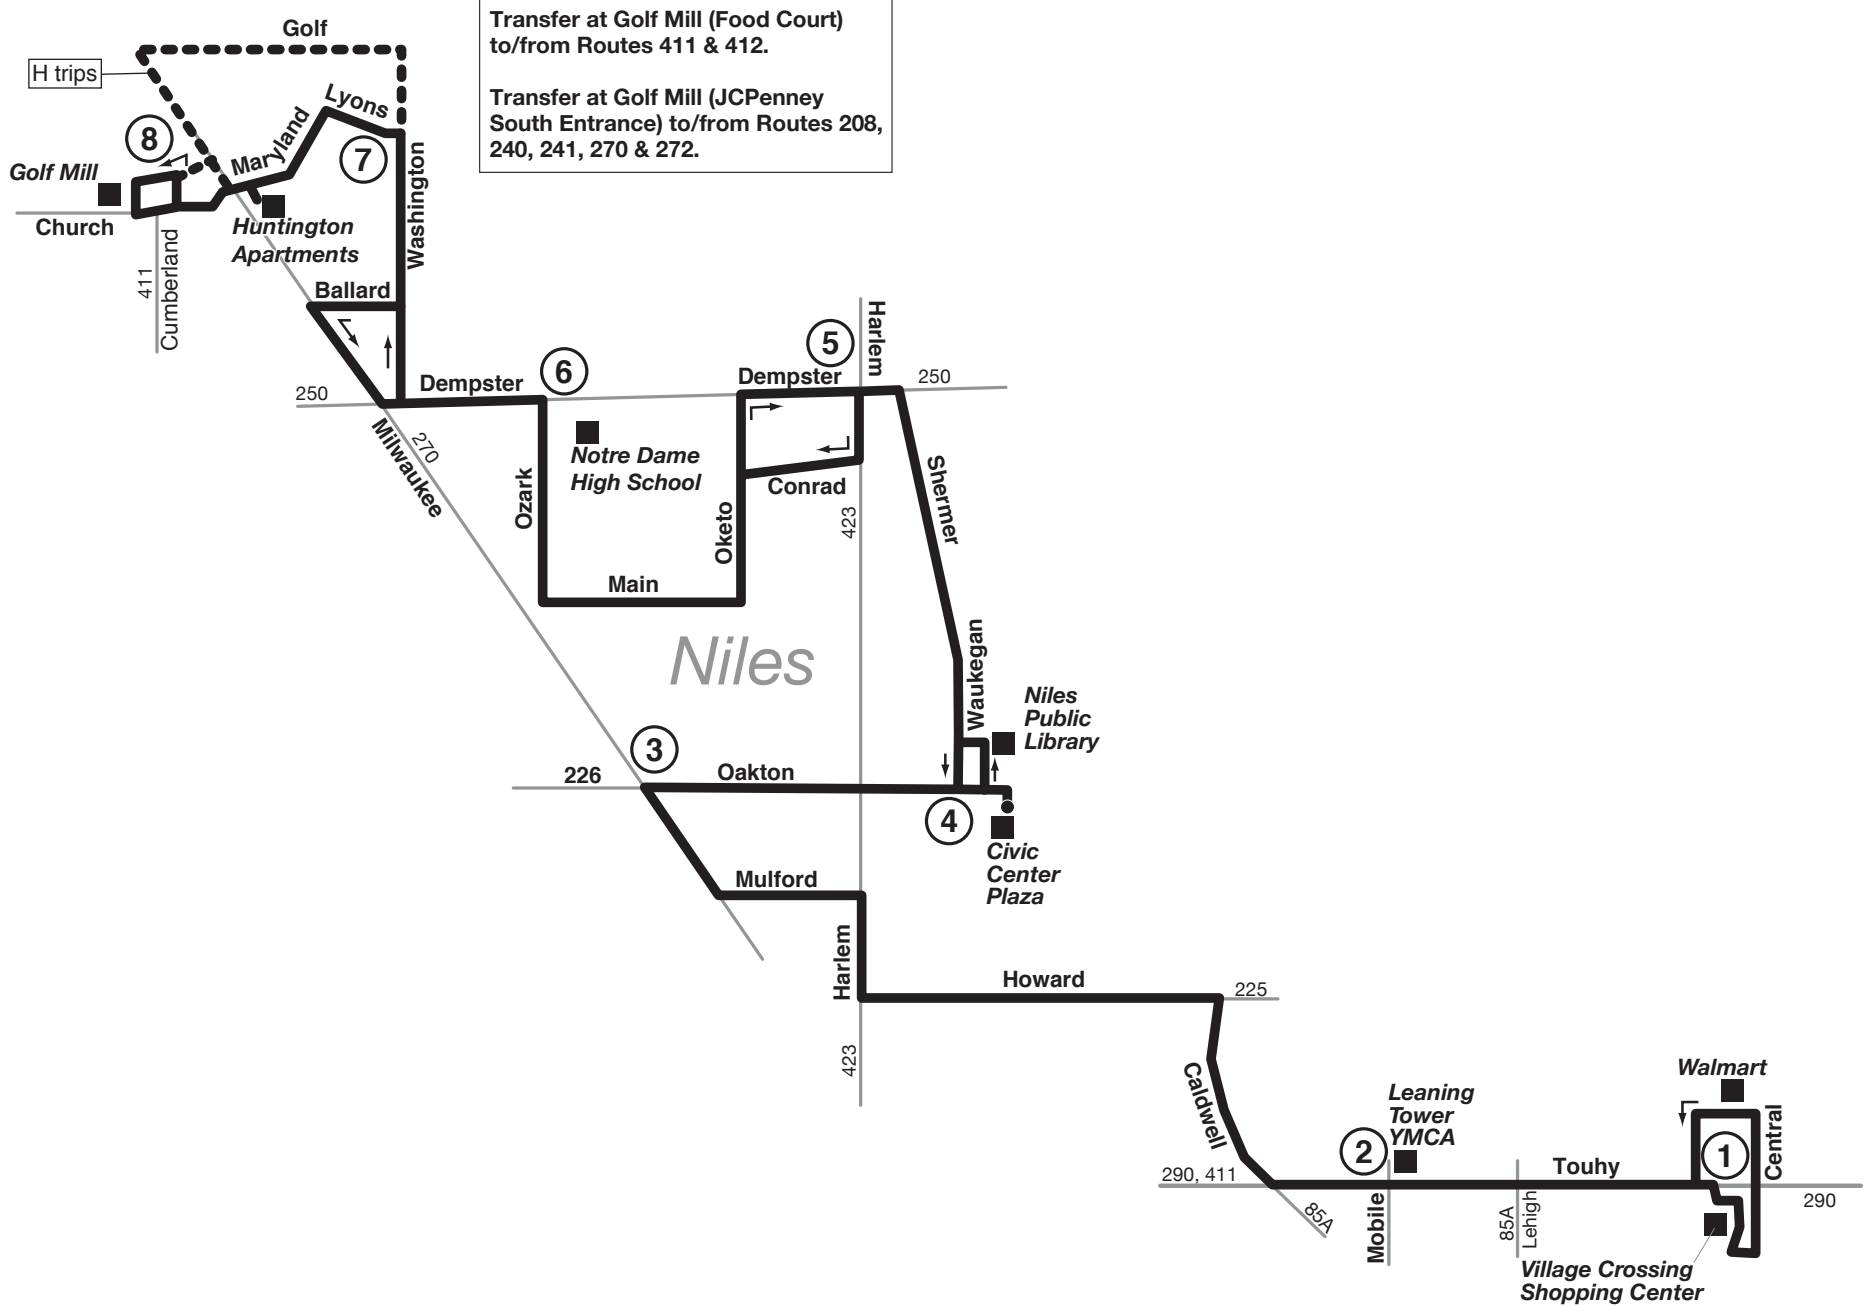 Transfer at Golf Mill (Food Court)
to/from Routes 411 & 412.
Transfer at Golf Mill (JCPenney
South Entrance) to/from Routes 208,
240, 241, 270 & 272.
Golf
H trips
Lyons
8
Maryland
7
Golf Mill
Washington
Church
Huntington
Apartments
411
Cumberland
Ballard
Harlem
5
6
Dempster
Dempster
250
250
Milwaukee
270
Notre Dame
High School
Ozark
Conrad
Oketo
423
Shermer
Main
Niles
Waukegan
Niles
Public
Library
3
226
Oakton
4
Civic
Center
Plaza
Mulford
Harlem
Howard
225
423
Caldwell
Walmart
Leaning
Tower
YMCA
2
1
Central
Touhy
290, 411
290
85A
Mobile
85A
Lehigh
Village Crossing
Shopping Center